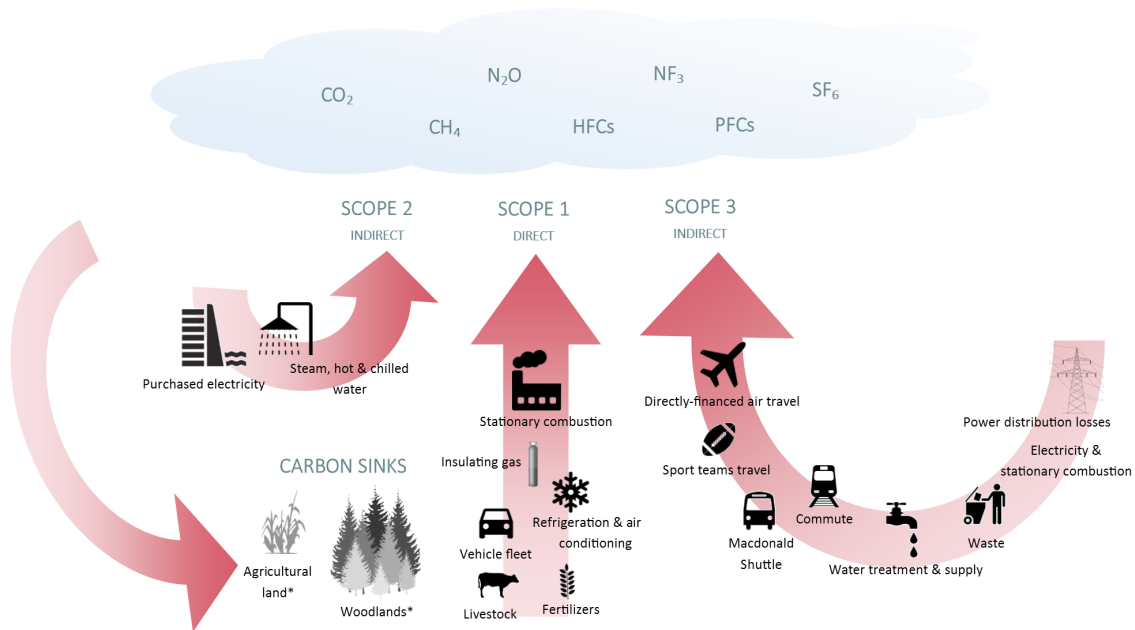 CO₂
N₂O
NF₃
SF₆
CH₄
HFCs
PFCs
SCOPE 2
INDIRECT
SCOPE 1
DIRECT
SCOPE 3
INDIRECT
Purchased electricity
Steam, hot & chilled
water
Stationary combustion
Insulating gas
Refrigeration & air
conditioning
Vehicle fleet
Livestock
Fertilizers
CARBON SINKS
Agricultural
land*
Woodlands*
Directly-financed air travel
Sport teams travel
Macdonald
Shuttle
Commute
Water treatment & supply
Waste
Power distribution losses
Electricity &
stationary combustion